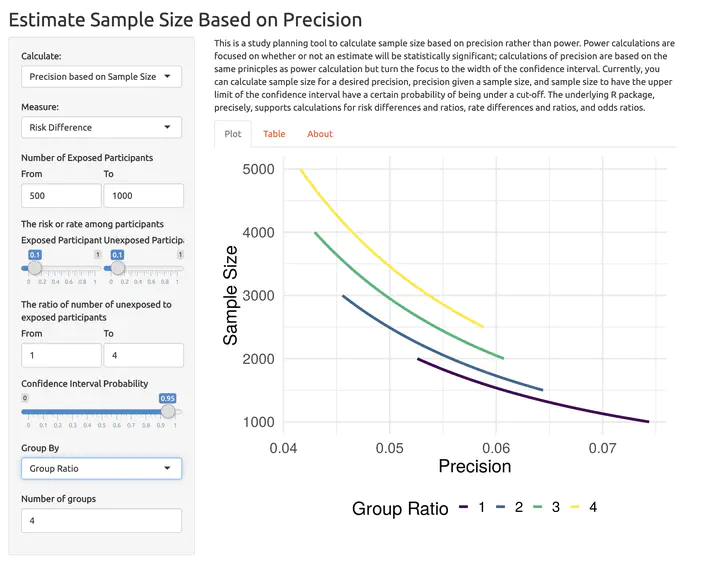 Estimate Sample Size Based on Precision
Calculate:
Precision based on Sample Size
Measure:
Risk Difference
Number of Exposed Participants
From To
500 1000
The risk or rate among participants
Exposed Participant Unexposed Particip
0.1 1 0.1 1
0 0.2 0.4 0.6 0.8 1 0 0.2 0.4 0.6 0.8 1
The ratio of number of unexposed to
exposed participants
From To
1 4
Confidence Interval Probability
0 0.95
0 0.1 0.2 0.3 0.4 0.5 0.6 0.7 0.8 0.9 1
Group By
Group Ratio
Number of groups
4
This is a study planning tool to calculate sample size based on precision rather than power. Power calculations are
focused on whether or not an estimate will be statistically significant; calculations of precision are based on the
same prinicples as power calculation but turn the focus to the width of the confidence interval. Currently, you
can calculate sample size for a desired precision, precision given a sample size, and sample size to have the upper
limit of the confidence interval have a certain probability of being under a cut-off. The underlying R package,
precisely, supports calculations for risk differences and ratios, rate differences and ratios, and odds ratios.
Plot Table About
5000
4000
3000
2000
1000
Sample Size
0.04 0.05 0.06 0.07
Precision
Group Ratio 1 2 3 4